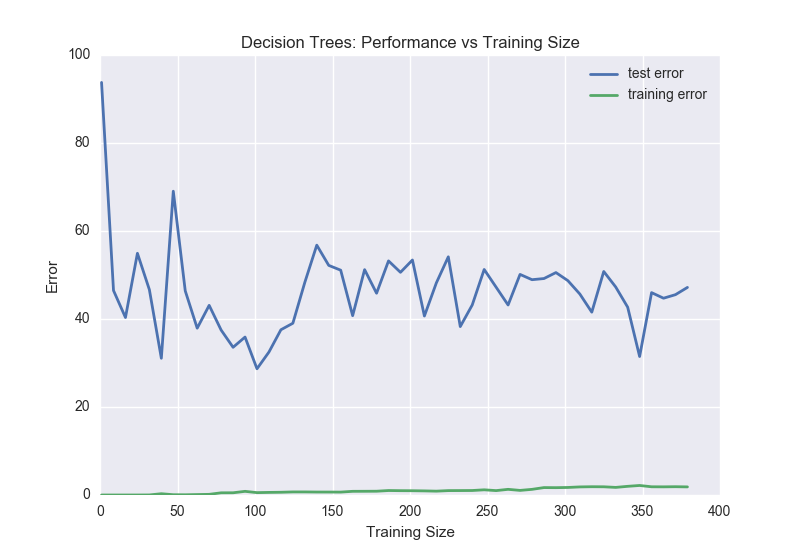 Decision Trees: Performance vs Training Size
100
80
60
40
20
0
Error
test error
training error
0 50 100 150 200 250 300 350 400
Training Size